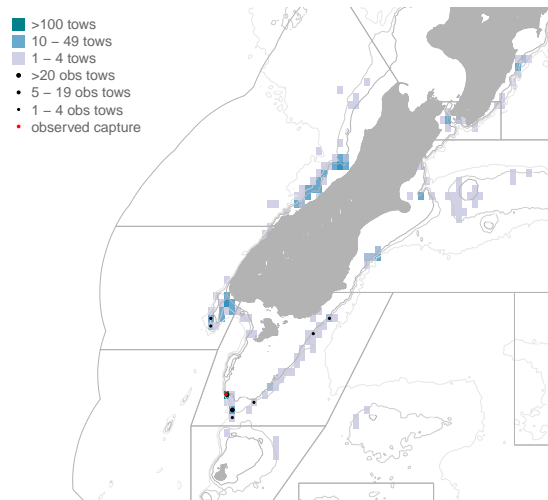 >100 tows
10 – 49 tows
1 – 4 tows
>20 obs tows
5 – 19 obs tows
1 – 4 obs tows
observed capture